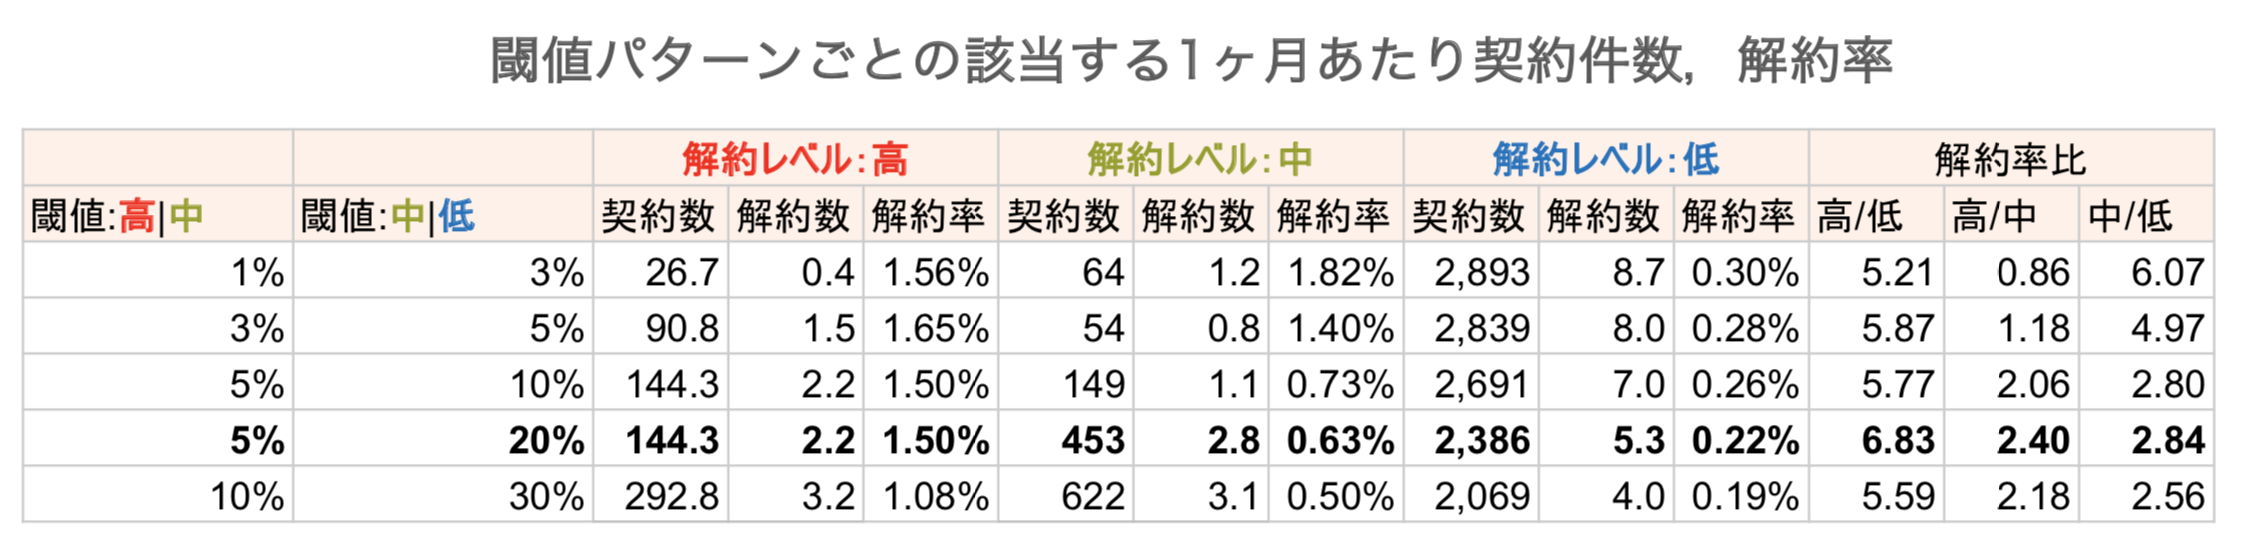 閾値パターンごとの該当する1ヶ月あたり契約件数，解約率
解約レベル：高 解約レベル：中 解約レベル：低 解約率比
閾値:高|中 閾値:中|低 契約数 解約数 解約率 契約数 解約数 解約率 契約数 解約数 解約率 高/低 高/中 中/低
1% 3% 26.7 0.4 1.56% 64 1.2 1.82% 2,893 8.7 0.30% 5.21 0.86 6.07
3% 5% 90.8 1.5 1.65% 54 0.8 1.40% 2,839 8.0 0.28% 5.87 1.18 4.97
5% 10% 144.3 2.2 1.50% 149 1.1 0.73% 2,691 7.0 0.26% 5.77 2.06 2.80
5% 20% 144.3 2.2 1.50% 453 2.8 0.63% 2,386 5.3 0.22% 6.83 2.40 2.84
10% 30% 292.8 3.2 1.08% 622 3.1 0.50% 2,069 4.0 0.19% 5.59 2.18 2.56